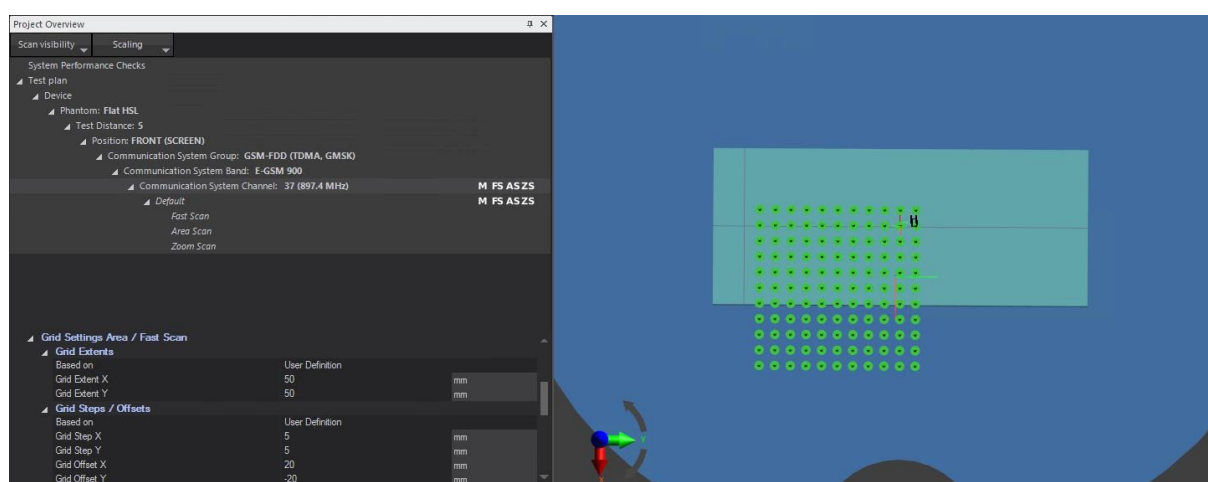 Project Overview
Scan visibility Scaling
System Performance Checks
Test plan
Device
Phantom: Flat HSL
Test Distance: 5
Position: FRONT (SCREEN)
Communication System Group: GSM-FDD (TDMA, GMSK)
Communication System Band: E-GSM 900
Communication System Channel: 37 (897.4 MHz) M FS AS ZS
Default M FS AS ZS
Fast Scan
Area Scan
Zoom Scan
Grid Settings Area / Fast Scan
Grid Extents
Based on User Definition
Grid Extent X 50 mm
Grid Extent Y 50 mm
Grid Steps / Offsets
Based on User Definition
Grid Step X 5 mm
Grid Step Y 5 mm
Grid Offset X 20 mm
Grid Offset Y -20 mm